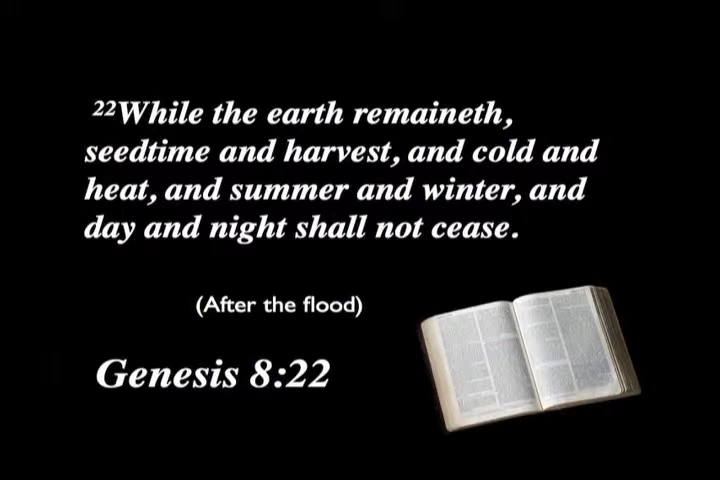 ²²While the earth remaineth,
seedtime and harvest, and cold and
heat, and summer and winter, and
day and night shall not cease.
(After the flood)
Genesis 8:22